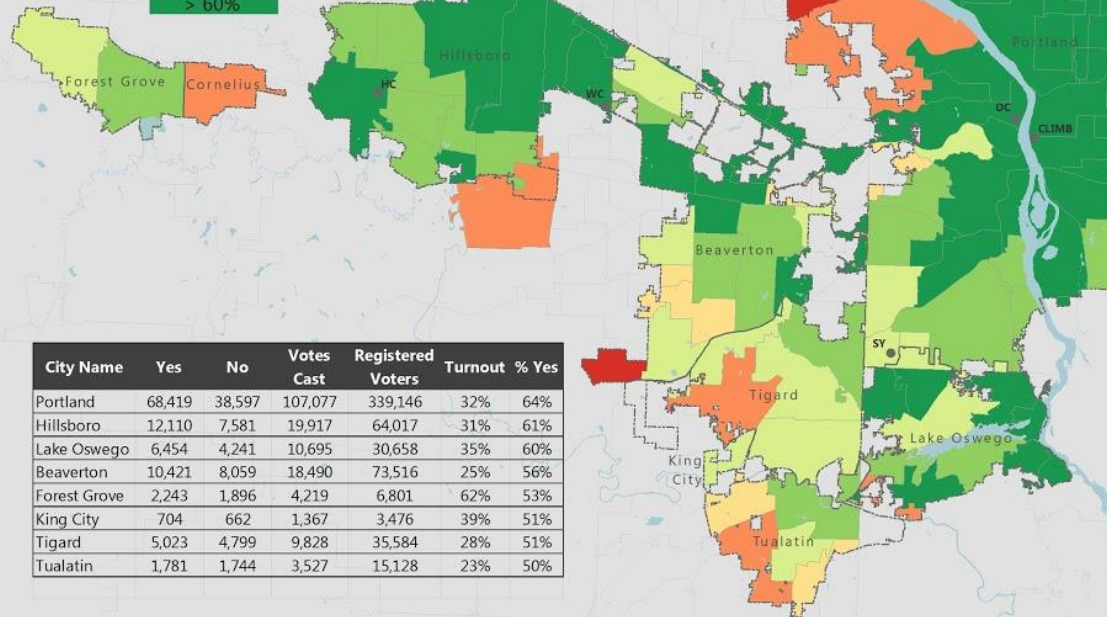 > 60%
Portland
Hillsboro
Forest Grove
Cornelius
HC
WC
DC
CLIMB
Beaverton
SY
Tigard
Lake Oswego
King
City
Tualatin
City Name Yes No Votes Cast Registered Voters Turnout % Yes
Portland 68,419 38,597 107,077 339,146 32% 64%
Hillsboro 12,110 7,581 19,917 64,017 31% 61%
Lake Oswego 6,454 4,241 10,695 30,658 35% 60%
Beaverton 10,421 8,059 18,490 73,516 25% 56%
Forest Grove 2,243 1,896 4,219 6,801 62% 53%
King City 704 662 1,367 3,476 39% 51%
Tigard 5,023 4,799 9,828 35,584 28% 51%
Tualatin 1,781 1,744 3,527 15,128 23% 50%